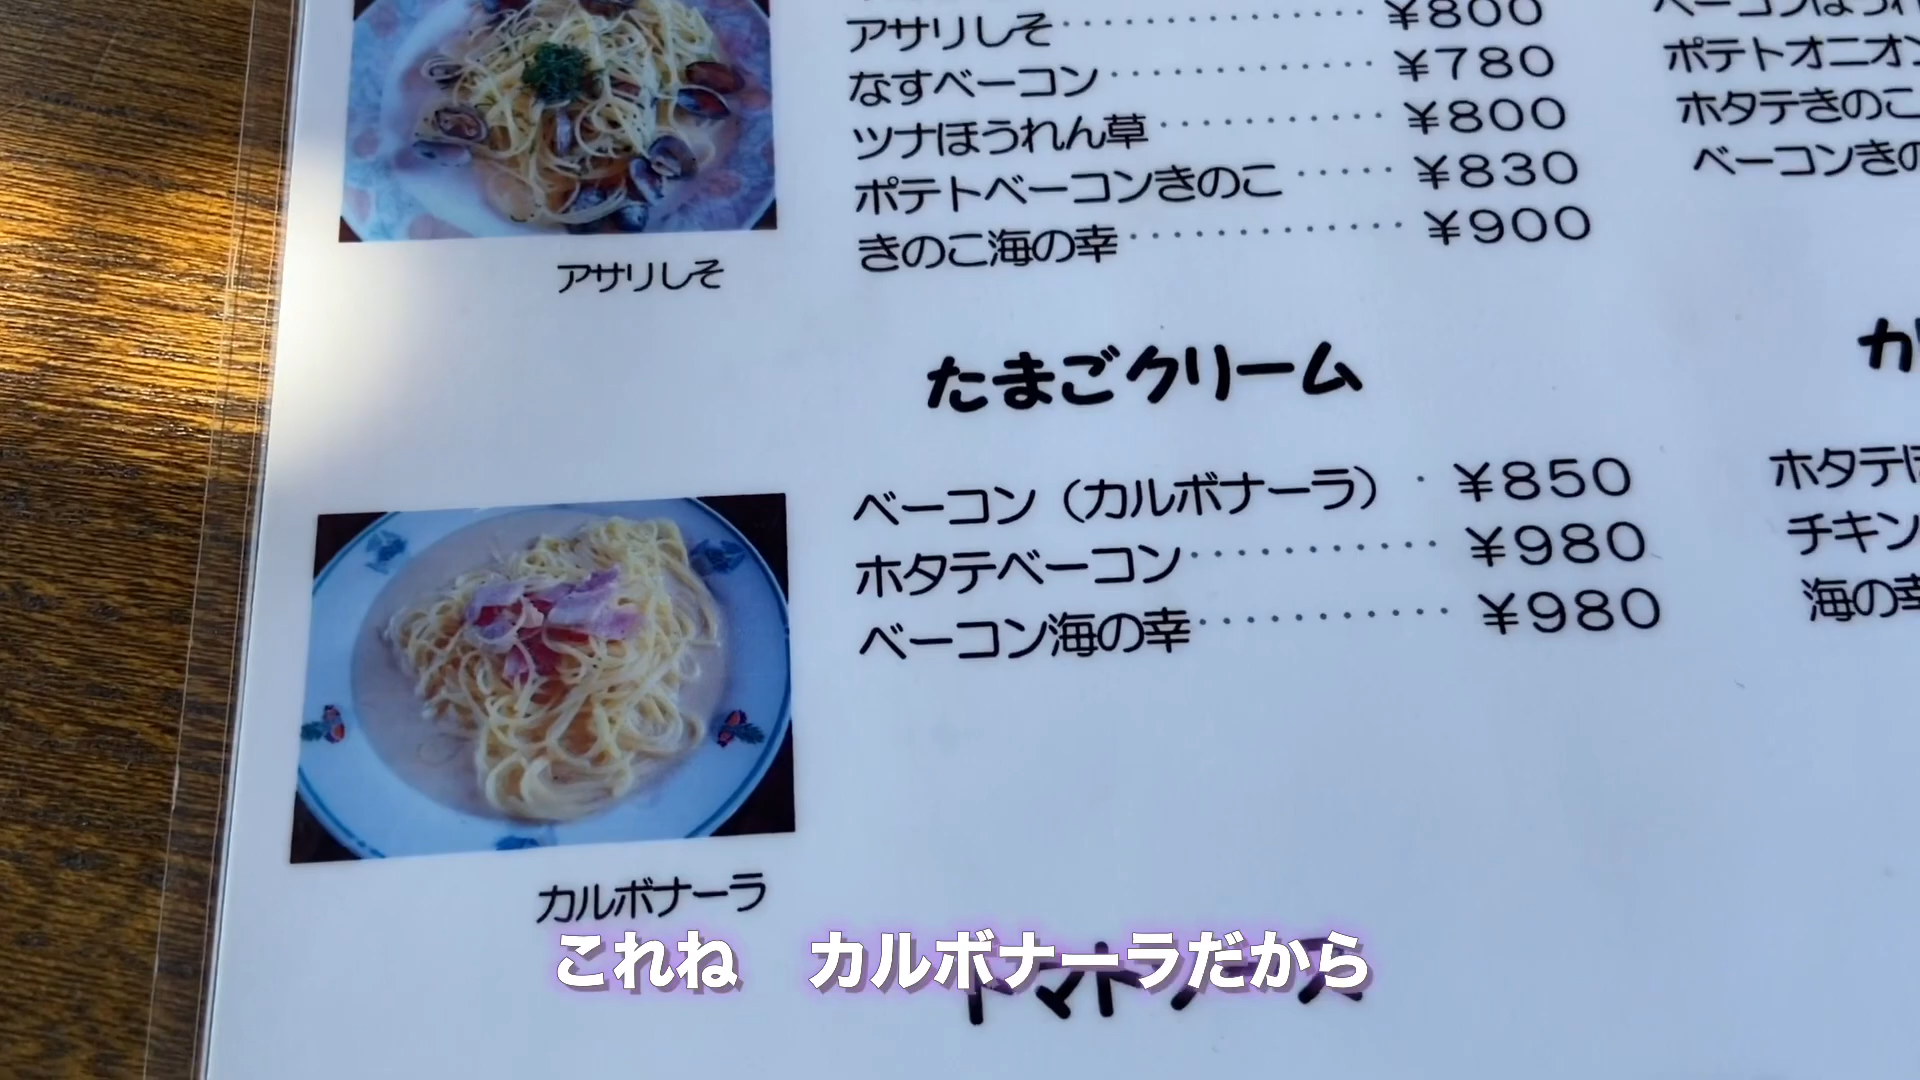 アサリしそ ¥800
なすベーコン ¥780
ツナほうれん草 ¥800
ポテトベーコンきのこ ¥830
きのこ海の幸 ¥900
アサリしそ
ポテトオニオン
ホタテきのこ
ベーコンきの
たまごクリーム
ベーコン（カルボナーラ） ¥850
ホタテベーコン ¥980
ベーコン海の幸 ¥980
ホタテ
チキン
海の幸
カルボナーラ
これね　カルボナーラだから